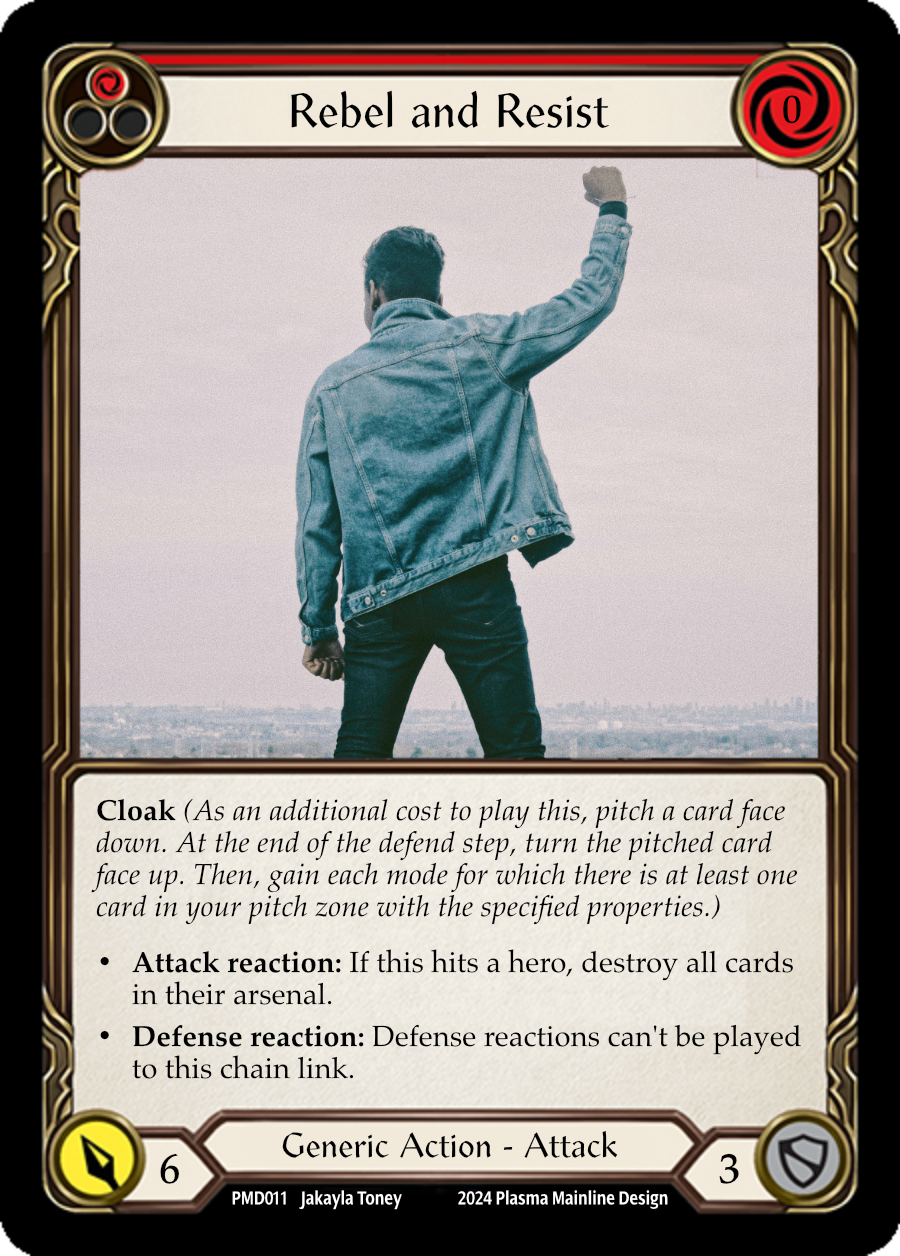 Rebel and Resist
0
Cloak (As an additional cost to play this, pitch a card face
down. At the end of the defend step, turn the pitched card
face up. Then, gain each mode for which there is at least one
card in your pitch zone with the specified properties.)
• Attack reaction: If this hits a hero, destroy all cards
in their arsenal.
• Defense reaction: Defense reactions can't be played
to this chain link.
6
Generic Action - Attack
3
PMD011 Jakayla Toney 2024 Plasma Mainline Design